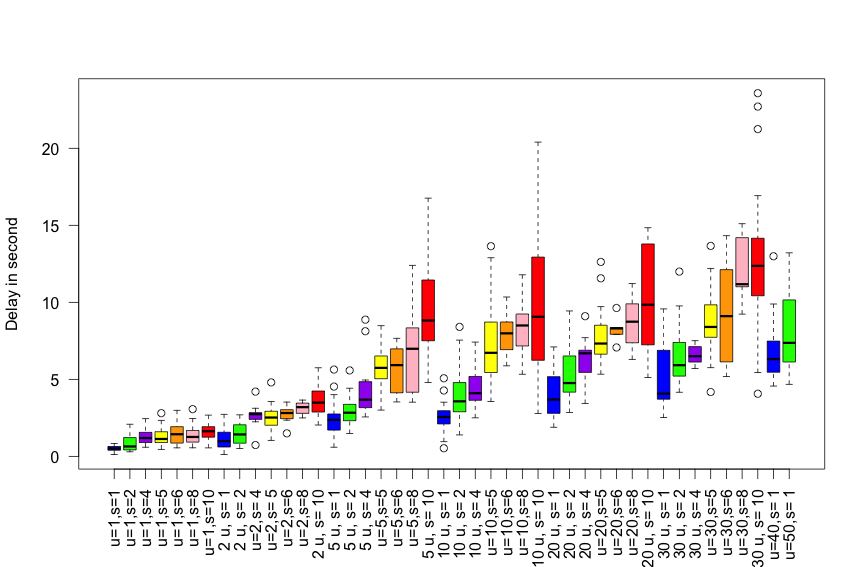 Delay in second
20
15
10
5
0
u=1,s=1
u=1,s=2
u=1,s=4
u=1,s=5
u=1,s=6
u=1,s=8
u=1,s=10
2 u, s= 1
2 u, s= 2
u=2,s= 4
u=2,s= 5
u=2,s=6
u=2,s=8
2 u, s= 10
5 u, s= 1
5 u, s= 2
5 u, s= 4
u=5,s=5
u=5,s=6
u=5,s=8
5 u, s= 10
10 u, s= 1
10 u, s= 2
10 u, s= 4
u=10,s=5
u=10,s=6
u=10,s=8
10 u, s= 10
20 u, s= 1
20 u, s= 2
20 u, s= 4
u=20,s=5
u=20,s=6
u=20,s=8
20 u, s= 10
30 u, s= 1
30 u, s= 2
30 u, s= 4
u=30,s=5
u=30,s=6
u=30,s=8
30 u, s= 10
u=40,s= 1
u=50,s= 1